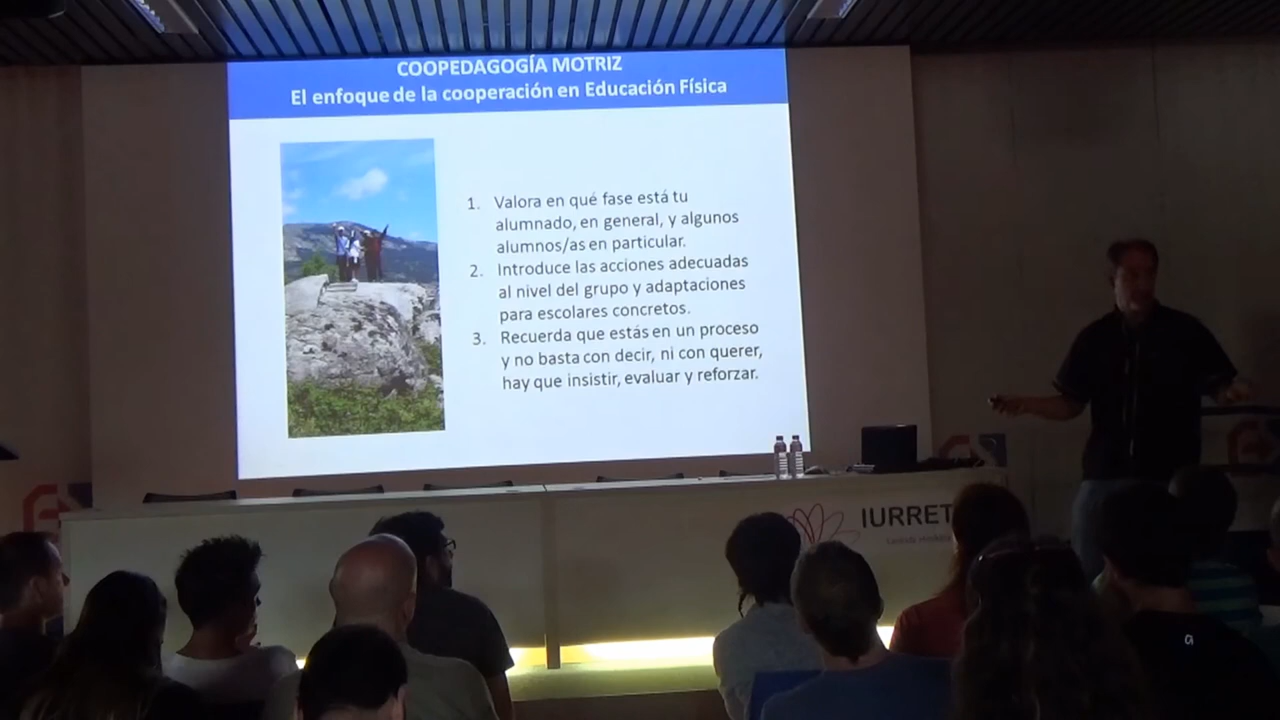 COOPEDAGOGÍA MOTRIZ
El enfoque de la cooperación en Educación Física
1. Valora en qué fase está tu
alumnado, en general, y algunos
alumnos/as en particular.
2. Introduce las acciones adecuadas
al nivel del grupo y adaptaciones
para escolares concretos.
3. Recuerda que estás en un proceso
y no basta con decir, ni con querer,
hay que insistir, evaluar y reforzar.
IURRET